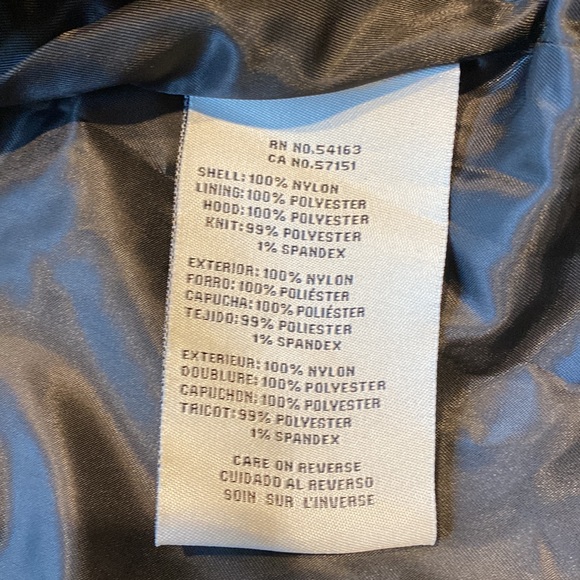 RN NO.54163
CA NO.57151
SHELL:100% NYLON
LINING:100% POLYESTER
HOOD:100% POLYESTER
KNIT:99% POLYESTER
1% SPANDEX
EXTERIOR:100% NYLON
FORRO:100% POLIÉSTER
CAPUCHA:100% POLIÉSTER
TEJIDO:99% POLIESTER
1% SPANDEX
EXTERIEUR:100% NYLON
DOUBLURE:100% POLYESTER
CAPUCHON:100% POLYESTER
TRICOT:99% POLYESTER
1% SPANDEX
CARE ON REVERSE
CUIDADO AL REVERSO
SOIN SUR L'INVERSE